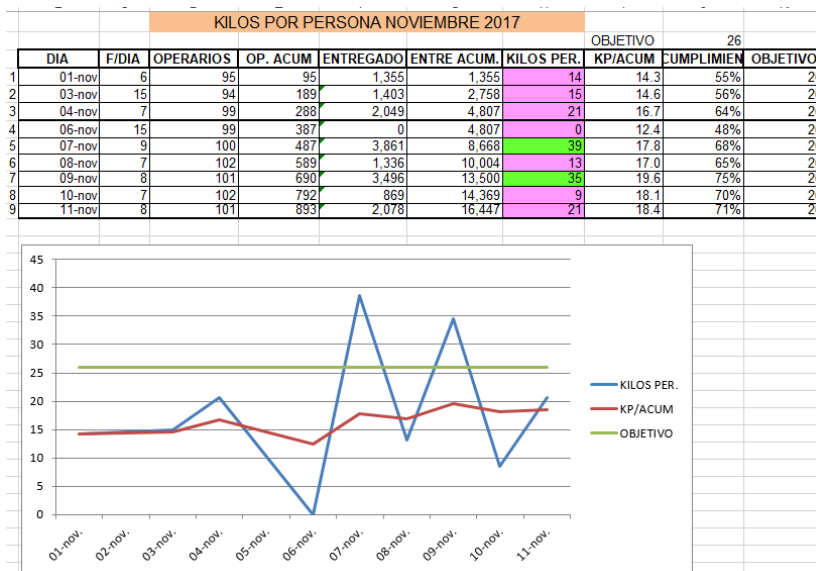 KILOS POR PERSONA NOVIEMBRE 2017
OBJETIVO 26
DIA F/DIA OPERARIOS OP. ACUM ENTREGADO ENTRE ACUM. KILOS PER. KP/ACUM CUMPLIMIEN OBJETIVO
1 01-nov 6 95 95 1,355 1,355 14 14.3 55% 2
2 03-nov 15 94 189 1,403 2,758 15 14.6 56% 2
3 04-nov 7 99 288 2,049 4,807 21 16.7 64% 2
4 06-nov 15 99 387 0 4,807 0 12.4 48% 2
5 07-nov 9 100 487 3,861 8,668 39 17.8 68% 2
6 08-nov 7 102 589 1,336 10,004 13 17.0 65% 2
7 09-nov 8 101 690 3,496 13,500 35 19.6 75% 2
8 10-nov 7 102 792 869 14,369 9 18.1 70% 2
9 11-nov 8 101 893 2,078 16,447 21 18.4 71% 2
45
40
35
30
25
20
15
10
5
0
KILOS PER.
KP/ACUM
OBJETIVO
01-nov. 02-nov. 03-nov. 04-nov. 05-nov. 06-nov. 07-nov. 08-nov. 09-nov. 10-nov. 11-nov.